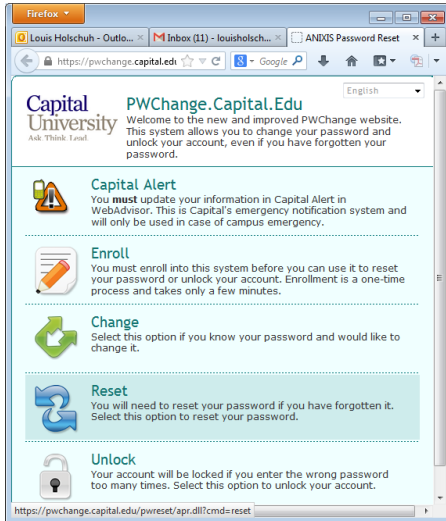 Firefox
Louis Holschuh - Outlo... × Inbox (11) - louisholsch... × ANIXIS Password Reset × +
https://pwchange.capital.edu Google
English
Capital
University
Ask. Think. Lead.
PWChange.Capital.Edu
Welcome to the new and improved PWChange website.
This system allows you to change your password and
unlock your account, even if you have forgotten your
password.
Capital Alert
You must update your information in Capital Alert in
WebAdvisor. This is Capital's emergency notification system and
will only be used in case of campus emergency.
Enroll
You must enroll into this system before you can use it to reset
your password or unlock your account. Enrollment is a one-time
process and takes only a few minutes.
Change
Select this option if you know your password and would like to
change it.
Reset
You will need to reset your password if you have forgotten it.
Select this option to reset your password.
Unlock
Your account will be locked if you enter the wrong password
too many times. Select this option to unlock your account.
https://pwchange.capital.edu/pwreset/apr.dll?cmd=reset